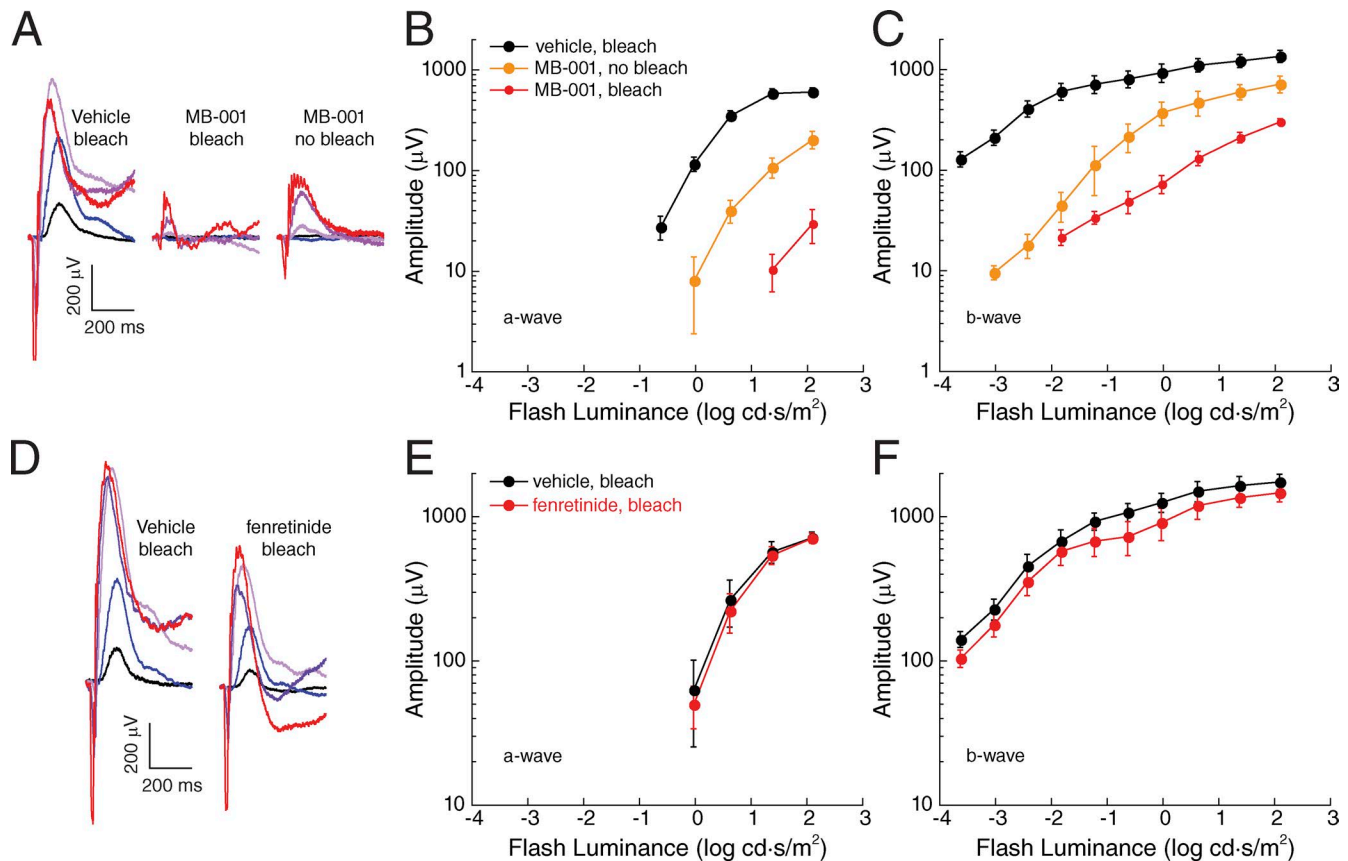 A
Vehicle
bleach
MB-001
bleach
MB-001
no bleach
200 μV
200 ms
B
vehicle, bleach
MB-001, no bleach
MB-001, bleach
1000
100
10
1
Amplitude (μV)
a-wave
-4 -3 -2 -1 0 1 2 3
Flash Luminance (log cd·s/m²)
C
1000
100
10
1
Amplitude (μV)
b-wave
-4 -3 -2 -1 0 1 2 3
Flash Luminance (log cd·s/m²)
D
Vehicle
bleach
fenretinide
bleach
200 μV
200 ms
E
vehicle, bleach
fenretinide, bleach
1000
100
10
Amplitude (μV)
a-wave
-4 -3 -2 -1 0 1 2 3
Flash Luminance (log cd·s/m²)
F
1000
100
10
Amplitude (μV)
b-wave
-4 -3 -2 -1 0 1 2 3
Flash Luminance (log cd·s/m²)